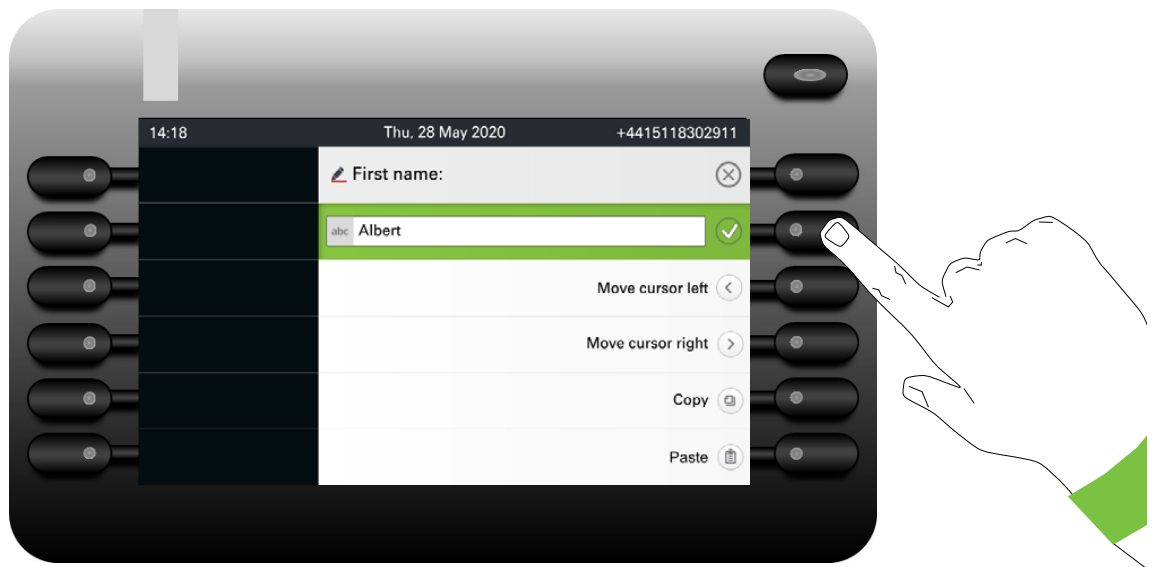 14:18 Thu, 28 May 2020 +4415118302911
First name:
abc Albert
Move cursor left
Move cursor right
Copy
Paste